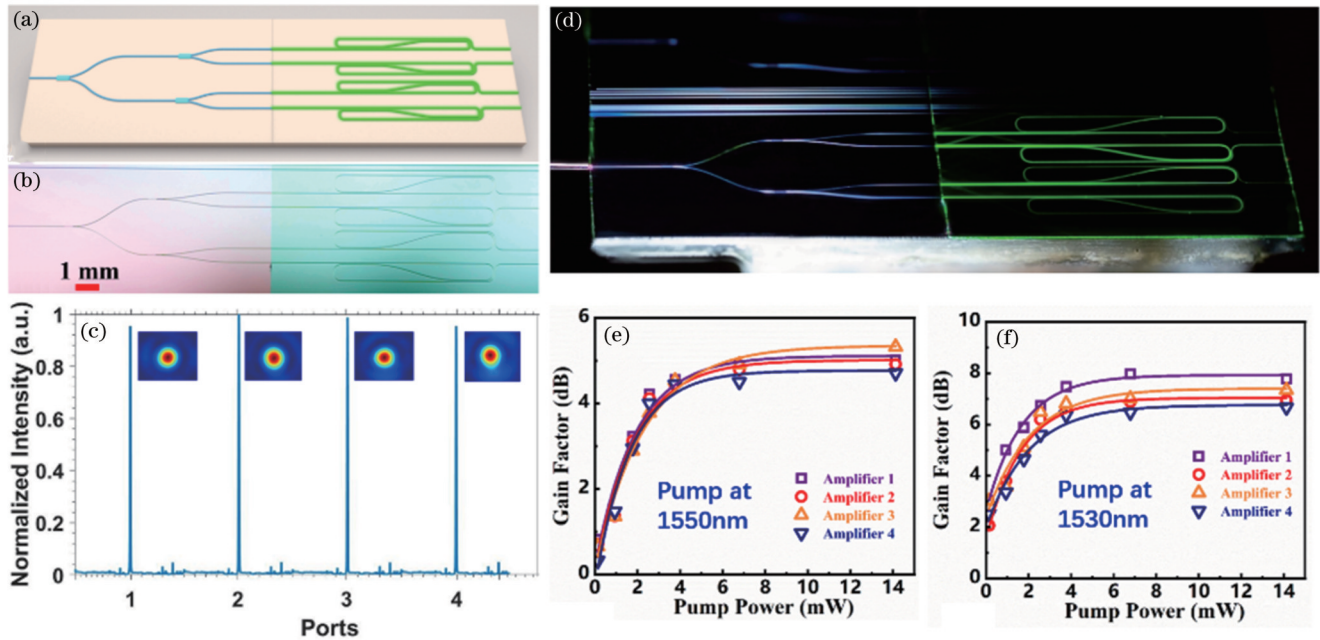 (a)
(b)
1 mm
(d)
(c)
Normalized Intensity (a.u.)
1
0.8
0.6
0.4
0.2
0
1 2 3 4
Ports
(e)
Gain Factor (dB)
6
4
2
0
Pump at
1550nm
Amplifier 1
Amplifier 2
Amplifier 3
Amplifier 4
0 2 4 6 8 10 12 14
Pump Power (mW)
(f)
Gain Factor (dB)
10
8
6
4
2
0
Pump at
1530nm
Amplifier 1
Amplifier 2
Amplifier 3
Amplifier 4
0 2 4 6 8 10 12 14
Pump Power (mW)